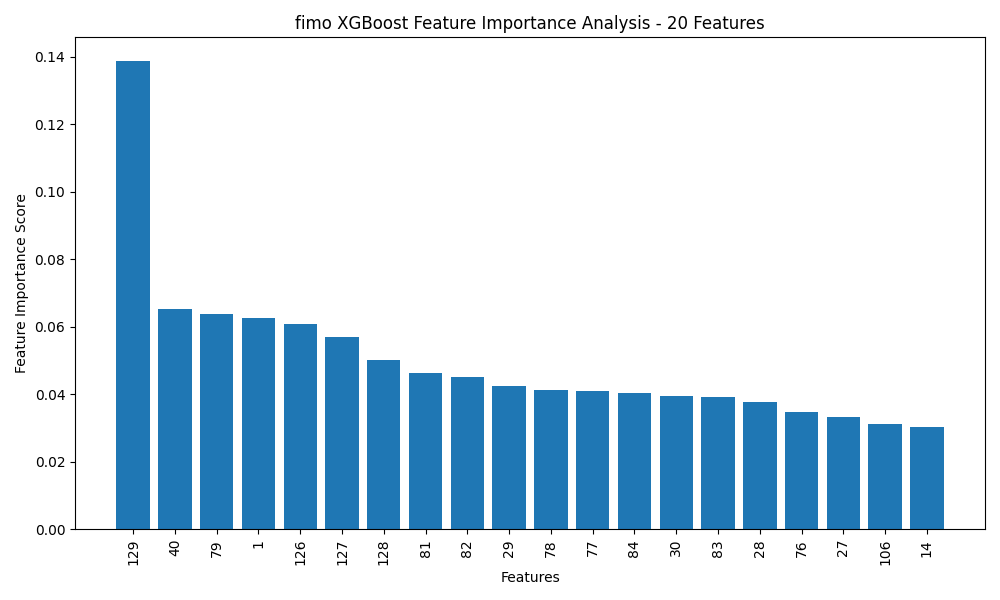 fimo XGBoost Feature Importance Analysis - 20 Features
0.14
0.12
0.10
0.08
0.06
0.04
0.02
0.00
Feature Importance Score
129 40 79 1 126 127 128 81 82 29 78 77 84 30 83 28 76 27 106 14
Features